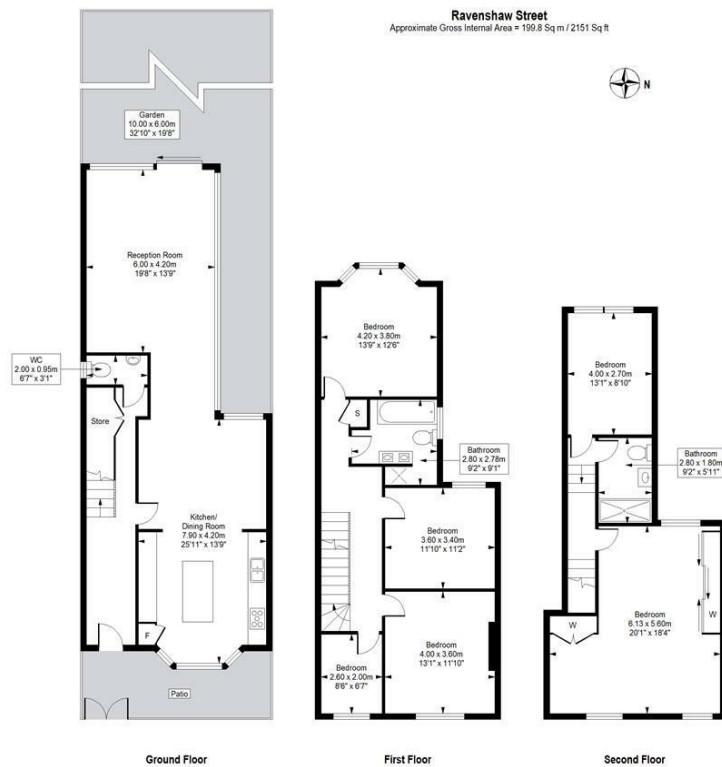 Ravenshaw Street
Approximate Gross Internal Area = 199.8 Sq m / 2151 Sq ft
N
Garden
10.00 x 6.00m
32'10" x 19'8"
Reception Room
6.00 x 4.20m
19'8" x 13'9"
WC
2.00 x 0.95m
6'7" x 3'1"
Store
Kitchen/
Dining Room
7.90 x 4.20m
25'11" x 13'9"
F
Patio
Ground Floor
Bedroom
4.20 x 3.80m
13'9" x 12'6"
S
Bathroom
2.80 x 2.78m
9'2" x 9'1"
Bedroom
3.60 x 3.40m
11'10" x 11'2"
Bedroom
4.00 x 3.60m
13'1" x 11'10"
Bedroom
2.60 x 2.00m
8'6" x 6'7"
First Floor
Bedroom
4.00 x 2.70m
13'1" x 8'10"
Bathroom
2.80 x 1.80m
9'2" x 5'11"
Bedroom
6.13 x 5.60m
20'1" x 18'4"
W
W
Second Floor